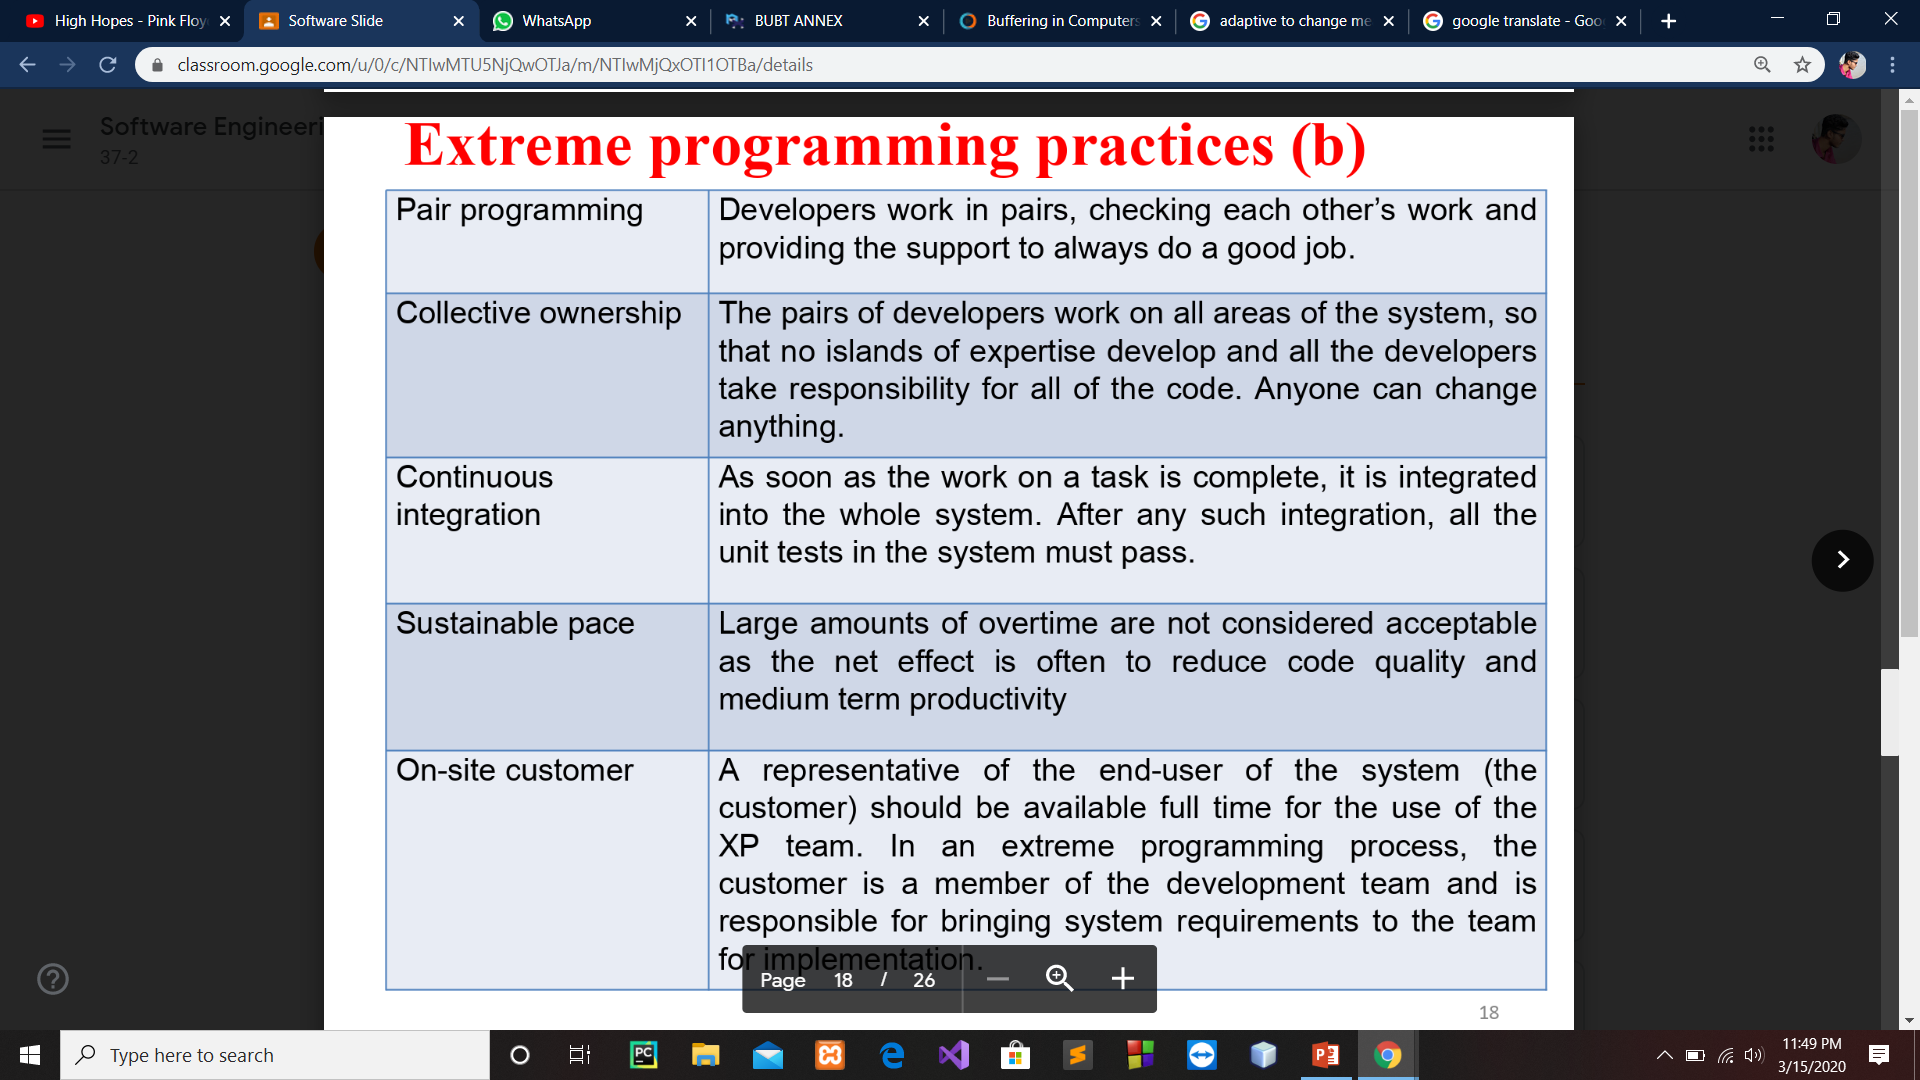 High Hopes - Pink Floy
Software Slide
WhatsApp
BUBT ANNEX
Buffering in Computers
adaptive to change me
google translate - Goo
classroom.google.com/u/0/c/NTIwMTU5NjQwOTJa/m/NTIwMjQxOTI1OTBa/details
Software Engineeri
37-2
Extreme programming practices (b)
Pair programming
Developers work in pairs, checking each other's work and
providing the support to always do a good job.
Collective ownership
The pairs of developers work on all areas of the system, so
that no islands of expertise develop and all the developers
take responsibility for all of the code. Anyone can change
anything.
Continuous
integration
As soon as the work on a task is complete, it is integrated
into the whole system. After any such integration, all the
unit tests in the system must pass.
Sustainable pace
Large amounts of overtime are not considered acceptable
as the net effect is often to reduce code quality and
medium term productivity
On-site customer
A representative of the end-user of the system (the
customer) should be available full time for the use of the
XP team. In an extreme programming process, the
customer is a member of the development team and is
responsible for bringing system requirements to the team
for implementation.
Page 18 / 26
18
Type here to search
11:49 PM
3/15/2020